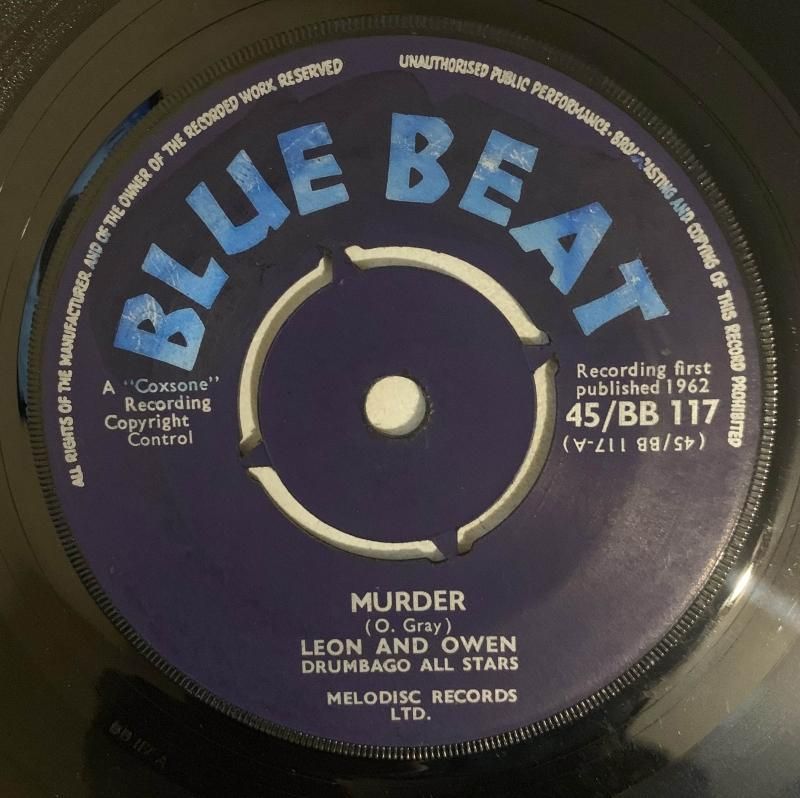 ALL RIGHTS OF THE MANUFACTURER AND OF THE OWNER OF THE RECORDED WORK RESERVED
UNAUTHORISED PUBLIC PERFORMANCE · BROADCASTING AND COPYING OF THIS RECORD PROHIBITED
BLUE BEAT
A "Coxsone"
Recording
Copyright
Control
Recording first
published 1962
45/BB 117
(45/BB 117-A)
MURDER
(O. Gray)
LEON AND OWEN
DRUMBAGO ALL STARS
MELODISC RECORDS
LTD.
BB 117 A